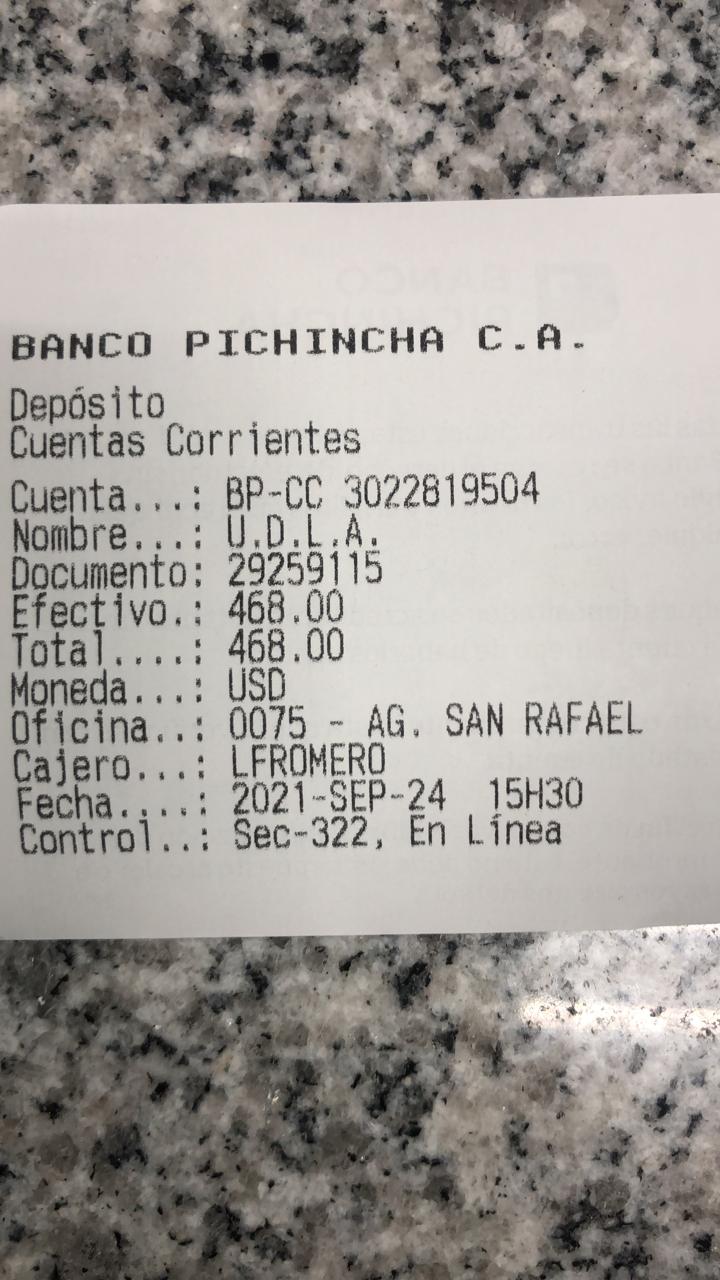 BANCO PICHINCHA C.A.
Depósito
Cuentas Corrientes
Cuenta...: BP-CC 3022819504
Nombre...: U.D.L.A.
Documento: 29259115
Efectivo.: 468.00
Total....: 468.00
Moneda...: USD
Oficina..: 0075 - AG. SAN RAFAEL
Cajero...: LFROMERO
Fecha....: 2021-SEP-24  15H30
Control..: Sec-322, En Línea